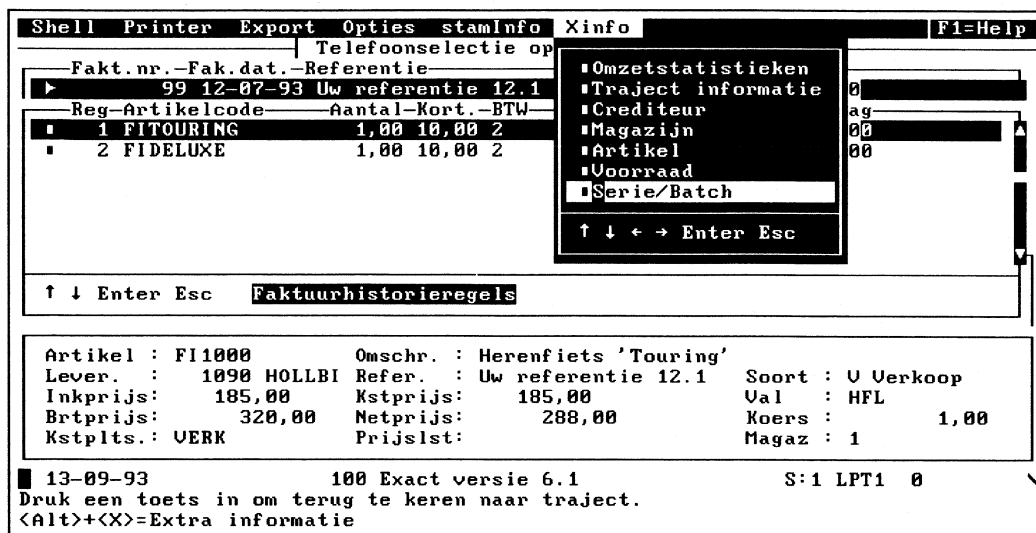 Shell Printer Export Opties stamInfo Xinfo F1=Help
Telefoonselectie op
Fakt.nr.-Fak.dat.-Referentie
99 12-07-93 Uw referentie 12.1 0
Reg-Artikelcode Aantal-Kort.-BTW ag
1 FITOURING 1,00 10,00 2 00
2 FIDELUXE 1,00 10,00 2 00
Omzetstatistieken
Traject informatie
Crediteur
Magazijn
Artikel
Voorraad
Serie/Batch
↑ ↓ ← → Enter Esc
↑ ↓ Enter Esc Faktuurhistorieregels
Artikel : FI1000 Omschr. : Herenfiets 'Touring'
Lever. : 1090 HOLLBI Refer. : Uw referentie 12.1 Soort : V Verkoop
Inkprijs: 185,00 Kstprijs: 185,00 Val : HFL
Brtprijs: 320,00 Netprijs: 288,00 Koers : 1,00
Kstplts.: VERK Prijslst: Magaz : 1
13-09-93 100 Exact versie 6.1 S:1 LPT1 0
Druk een toets in om terug te keren naar traject.
<Alt>+<X>=Extra informatie